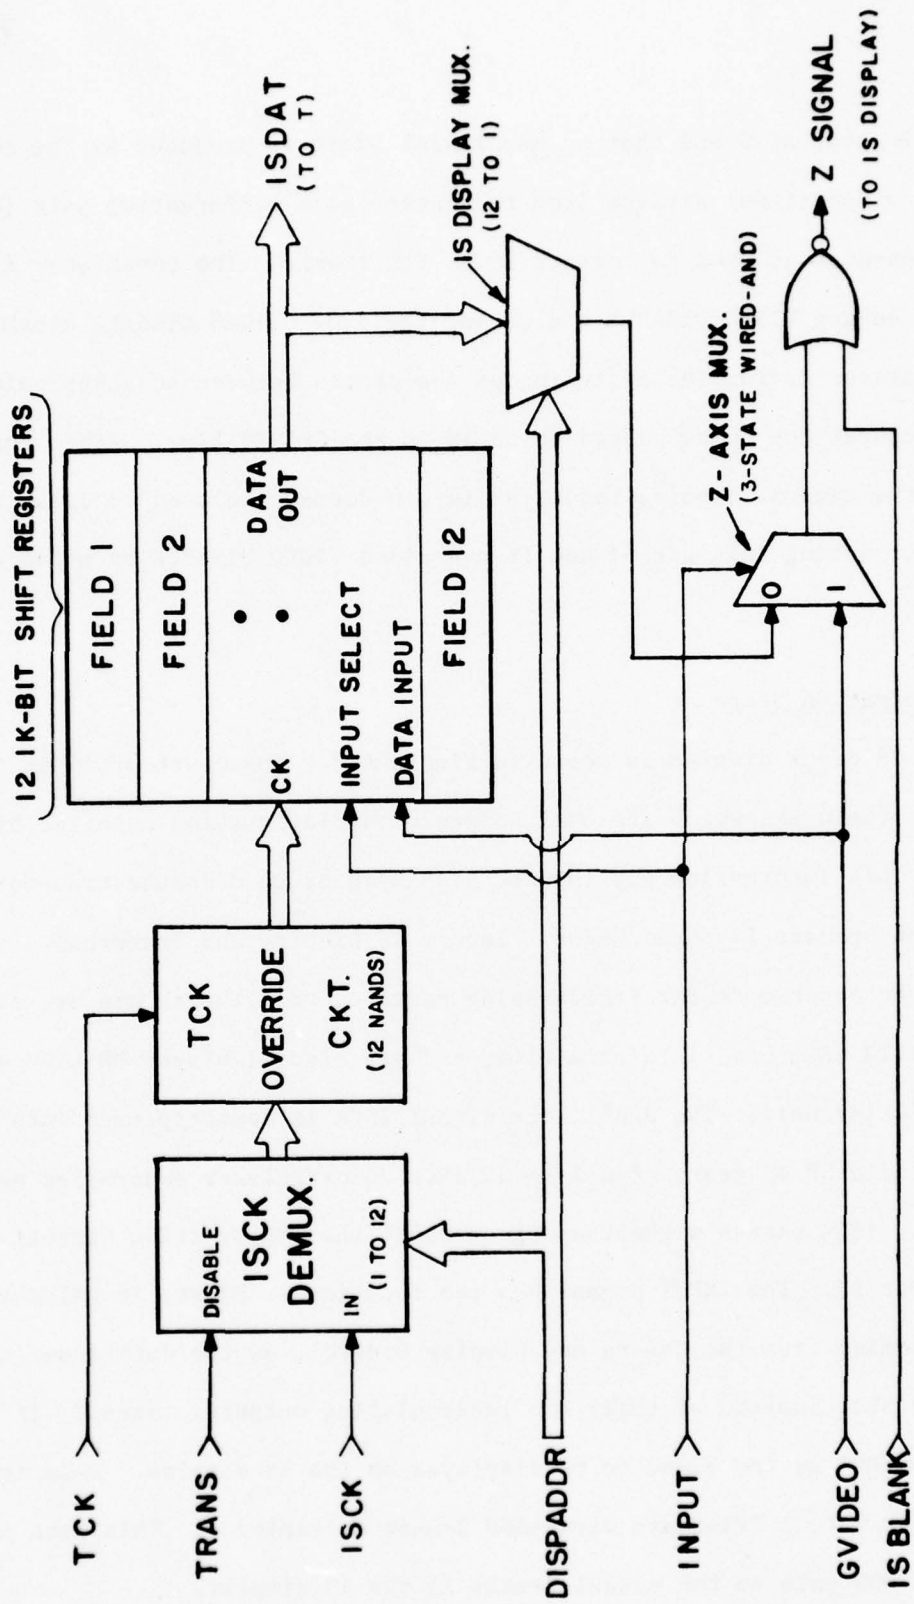 12 1K-BIT SHIFT REGISTERS
FIELD 1
FIELD 2
DATA
OUT
CK
INPUT SELECT
DATA INPUT
FIELD 12
ISDAT
(TO T)
TCK
OVERRIDE
CKT.
(12 NANDS)
DISABLE
ISCK
DEMUX.
IN (1 TO 12)
IS DISPLAY MUX.
(12 TO 1)
Z-AXIS MUX.
(3-STATE WIRED-AND)
0
1
Z SIGNAL
(TO IS DISPLAY)
TCK
TRANS
ISCK
DISPADDR
INPUT
GVIDEO
IS BLANK